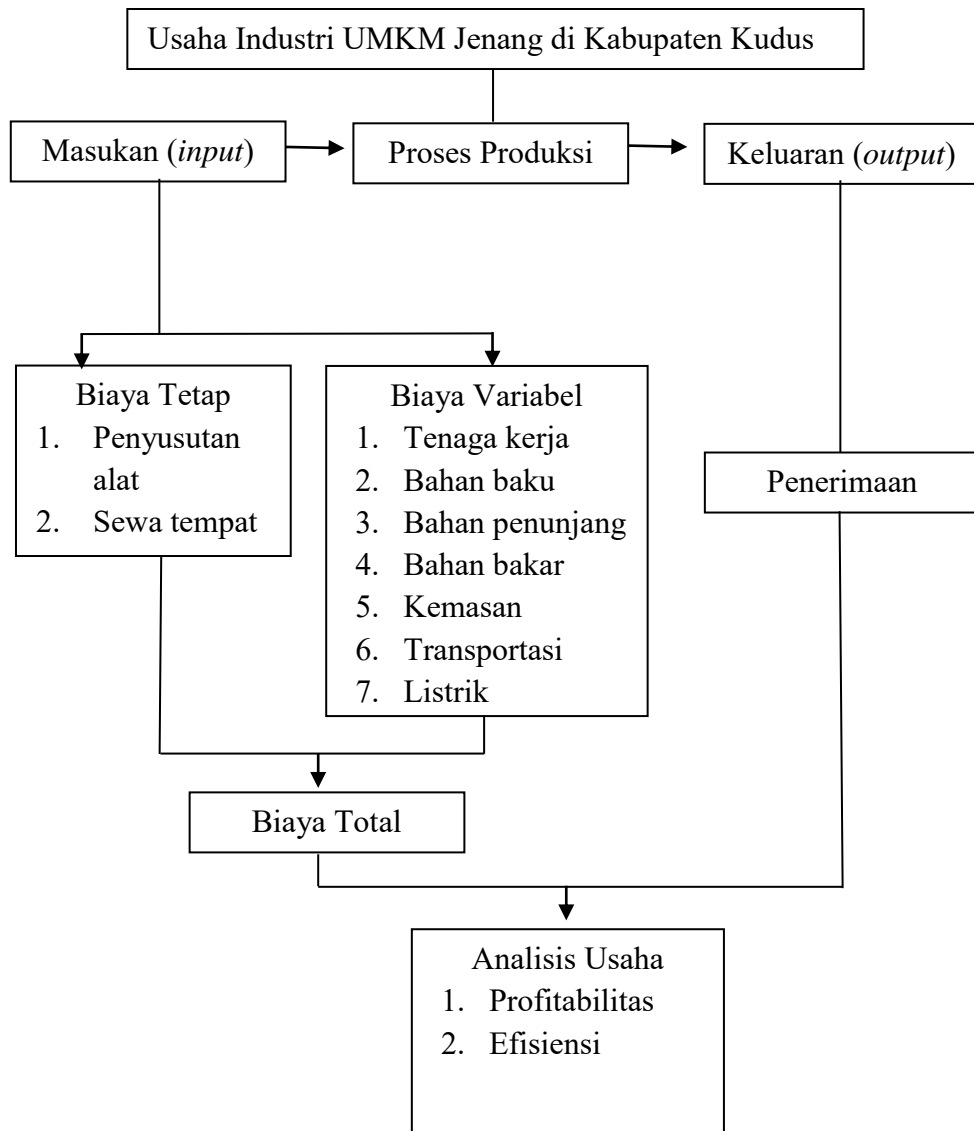 Usaha Industri UMKM Jenang di Kabupaten Kudus
Masukan (input)
Proses Produksi
Keluaran (output)
Biaya Tetap
1. Penyusutan
alat
2. Sewa tempat
Biaya Variabel
1. Tenaga kerja
2. Bahan baku
3. Bahan penunjang
4. Bahan bakar
5. Kemasan
6. Transportasi
7. Listrik
Penerimaan
Biaya Total
Analisis Usaha
1. Profitabilitas
2. Efisiensi